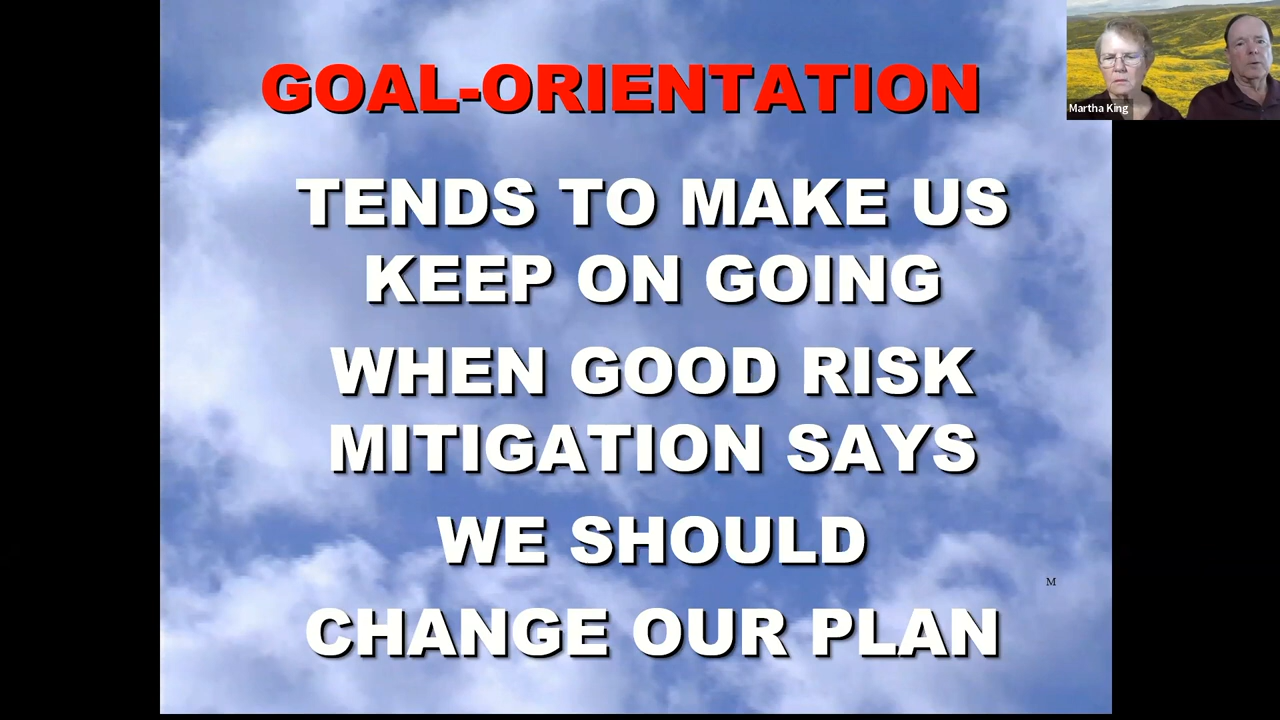 GOAL-ORIENTATION
Martha King
TENDS TO MAKE US
KEEP ON GOING
WHEN GOOD RISK
MITIGATION SAYS
WE SHOULD
M
CHANGE OUR PLAN